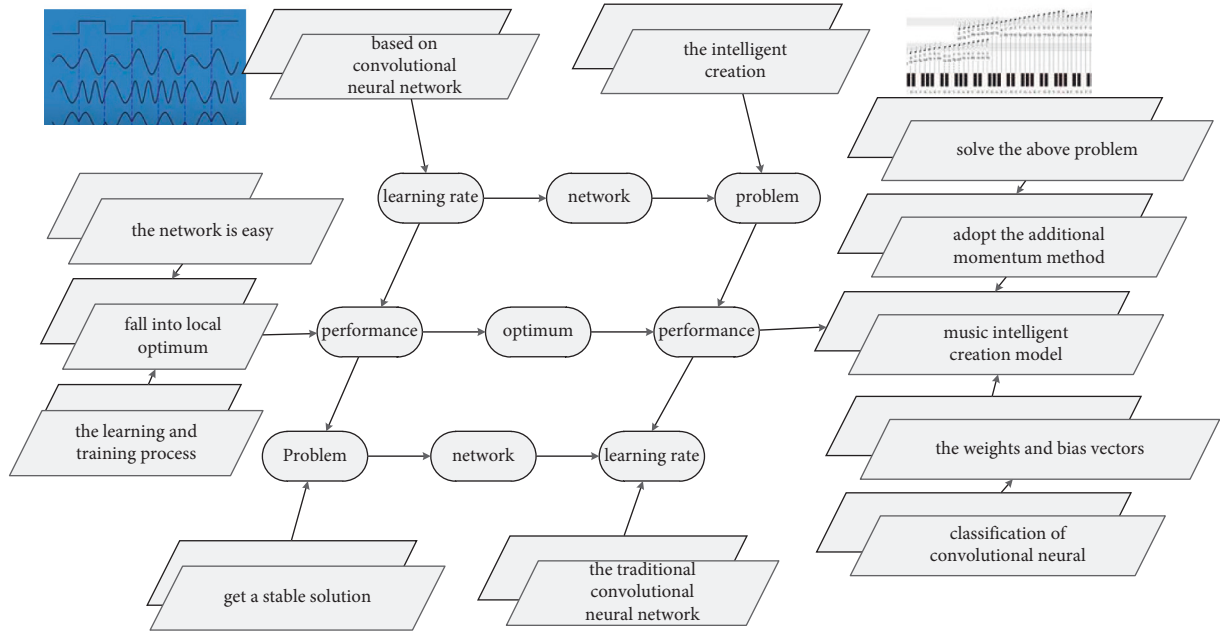 based on
convolutional
neural network
the intelligent
creation
solve the above problem
learning rate
network
problem
the network is easy
adopt the additional
momentum method
fall into local
optimum
performance
optimum
performance
music intelligent
creation model
the learning and
training process
Problem
network
learning rate
the weights and bias vectors
classification of
convolutional neural
get a stable solution
the traditional
convolutional
neural network